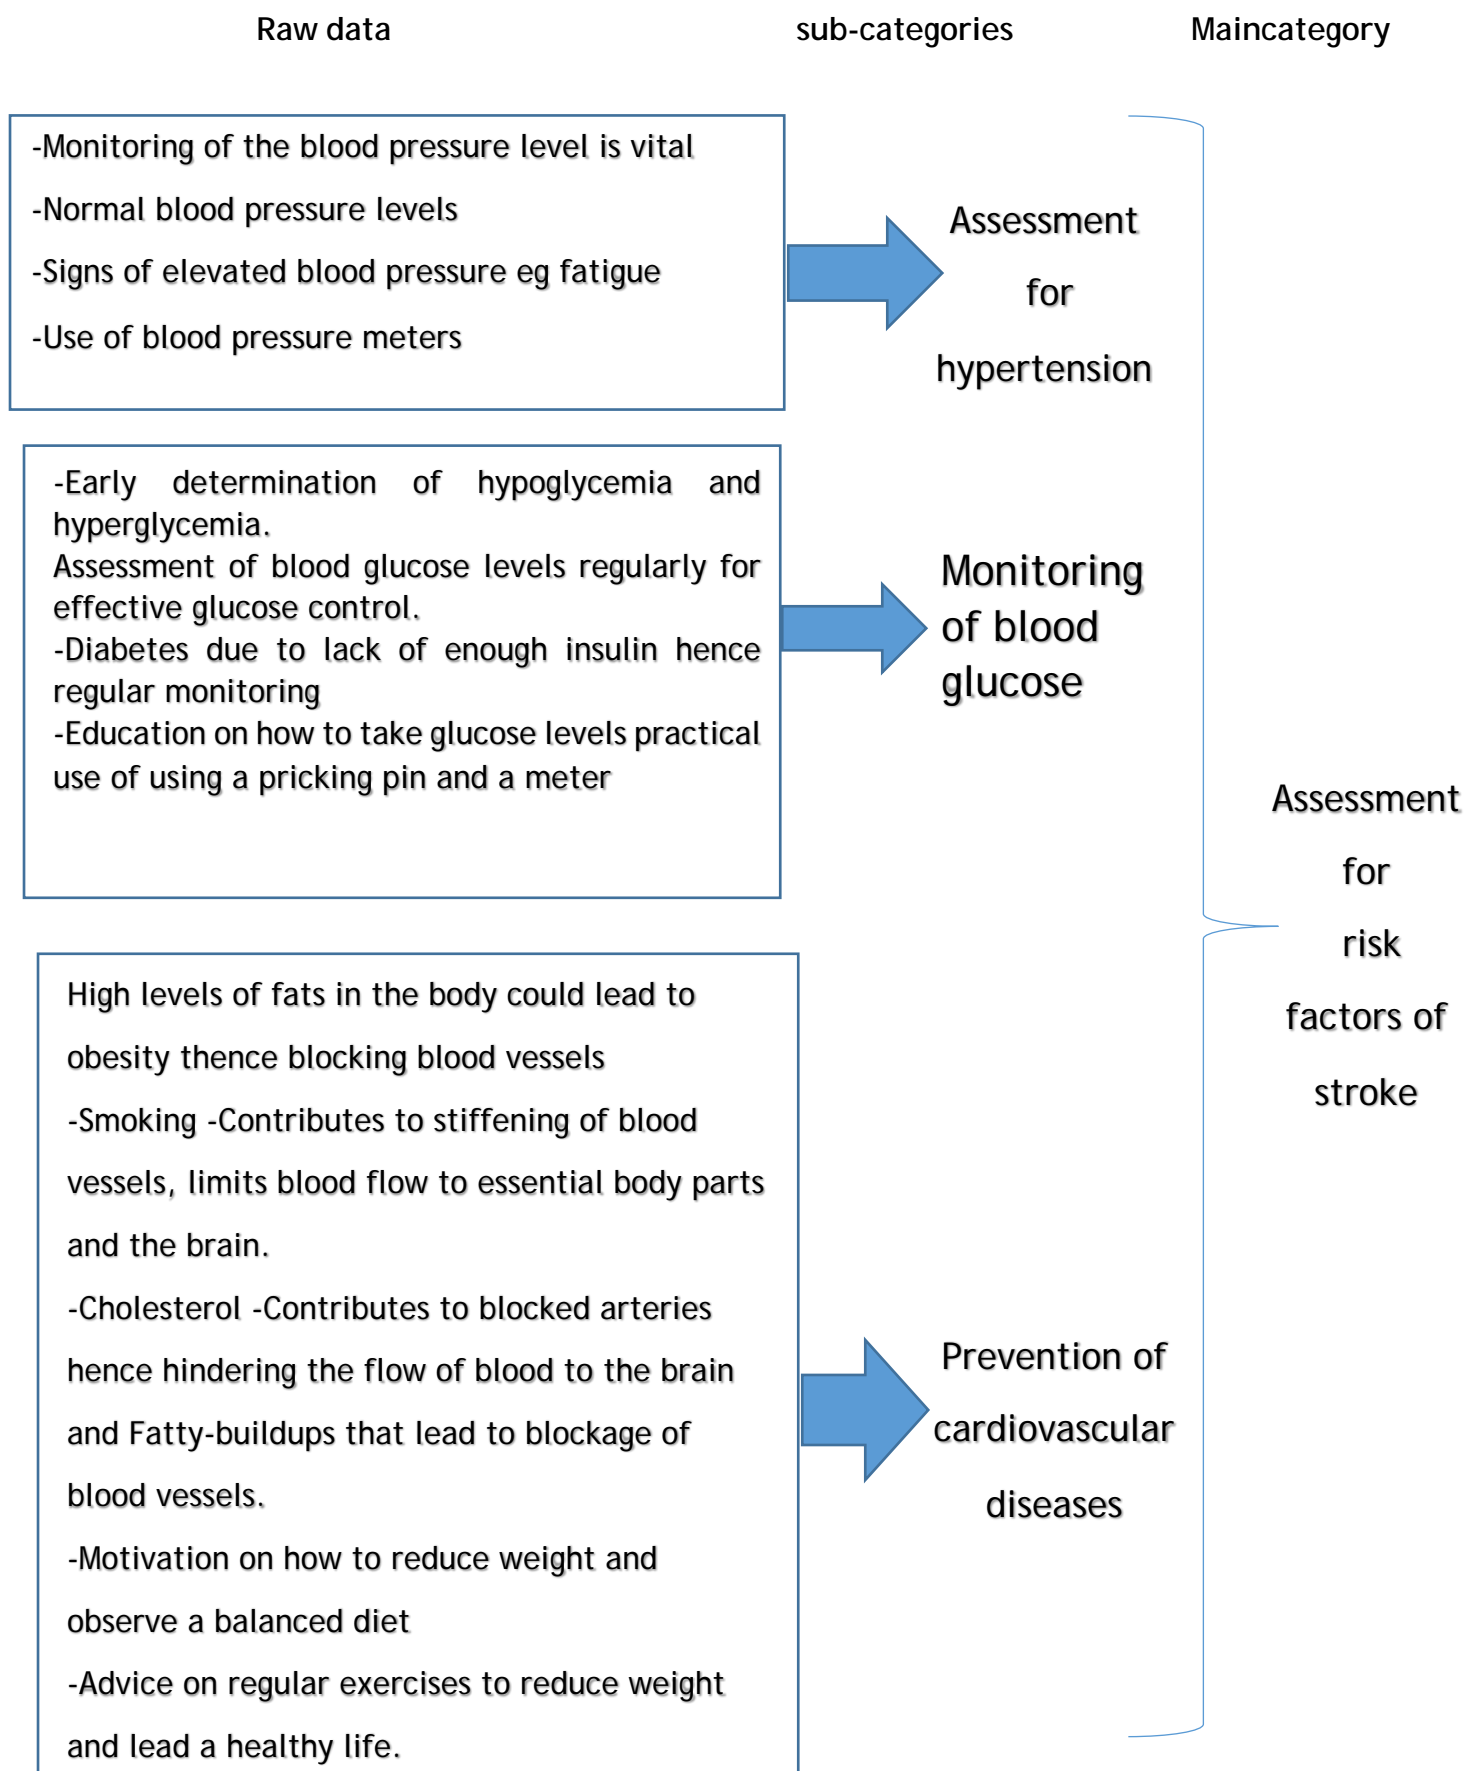 Raw data sub-categories Maincategory
-Monitoring of the blood pressure level is vital
-Normal blood pressure levels
-Signs of elevated blood pressure eg fatigue
-Use of blood pressure meters
Assessment
for
hypertension
-Early determination of hypoglycemia and
hyperglycemia.
Assessment of blood glucose levels regularly for
effective glucose control.
-Diabetes due to lack of enough insulin hence
regular monitoring
-Education on how to take glucose levels practical
use of using a pricking pin and a meter
Monitoring
of blood
glucose
High levels of fats in the body could lead to
obesity thence blocking blood vessels
-Smoking -Contributes to stiffening of blood
vessels, limits blood flow to essential body parts
and the brain.
-Cholesterol -Contributes to blocked arteries
hence hindering the flow of blood to the brain
and Fatty-buildups that lead to blockage of
blood vessels.
-Motivation on how to reduce weight and
observe a balanced diet
-Advice on regular exercises to reduce weight
and lead a healthy life.
Prevention of
cardiovascular
diseases
Assessment
for
risk
factors of
stroke